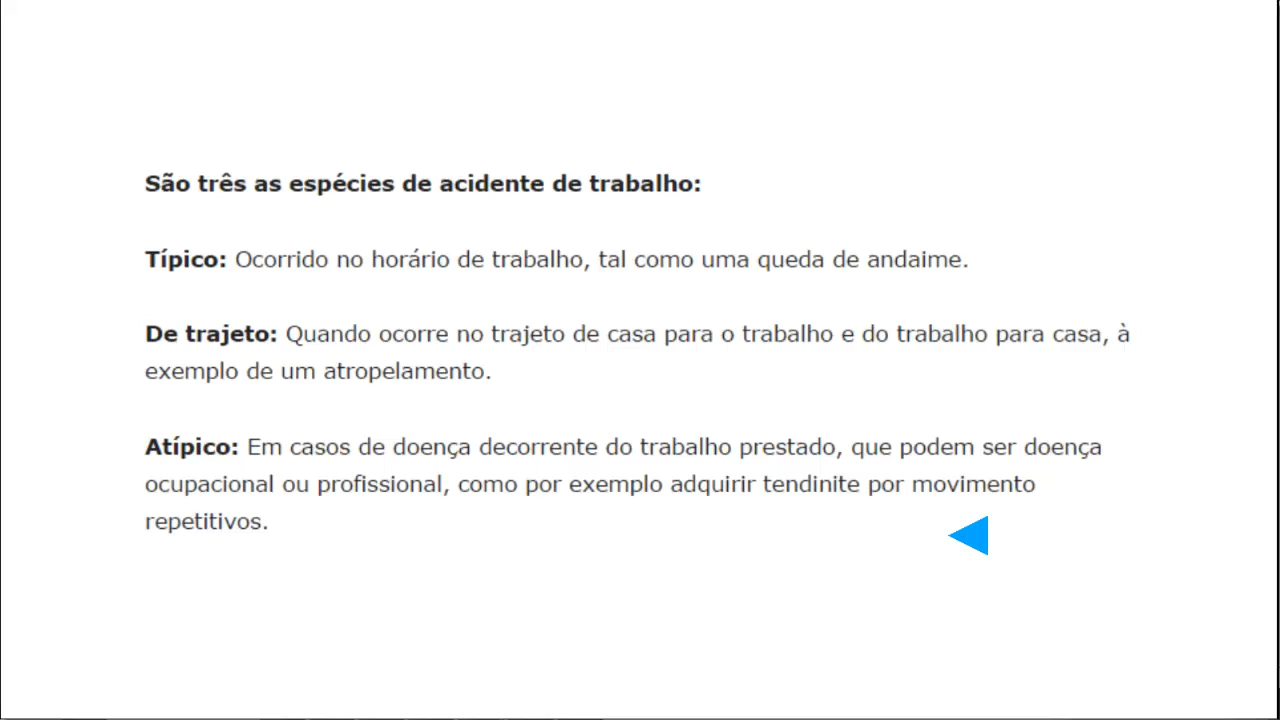 São três as espécies de acidente de trabalho:
Típico: Ocorrido no horário de trabalho, tal como uma queda de andaime.
De trajeto: Quando ocorre no trajeto de casa para o trabalho e do trabalho para casa, à
exemplo de um atropelamento.
Atípico: Em casos de doença decorrente do trabalho prestado, que podem ser doença
ocupacional ou profissional, como por exemplo adquirir tendinite por movimento
repetitivos.